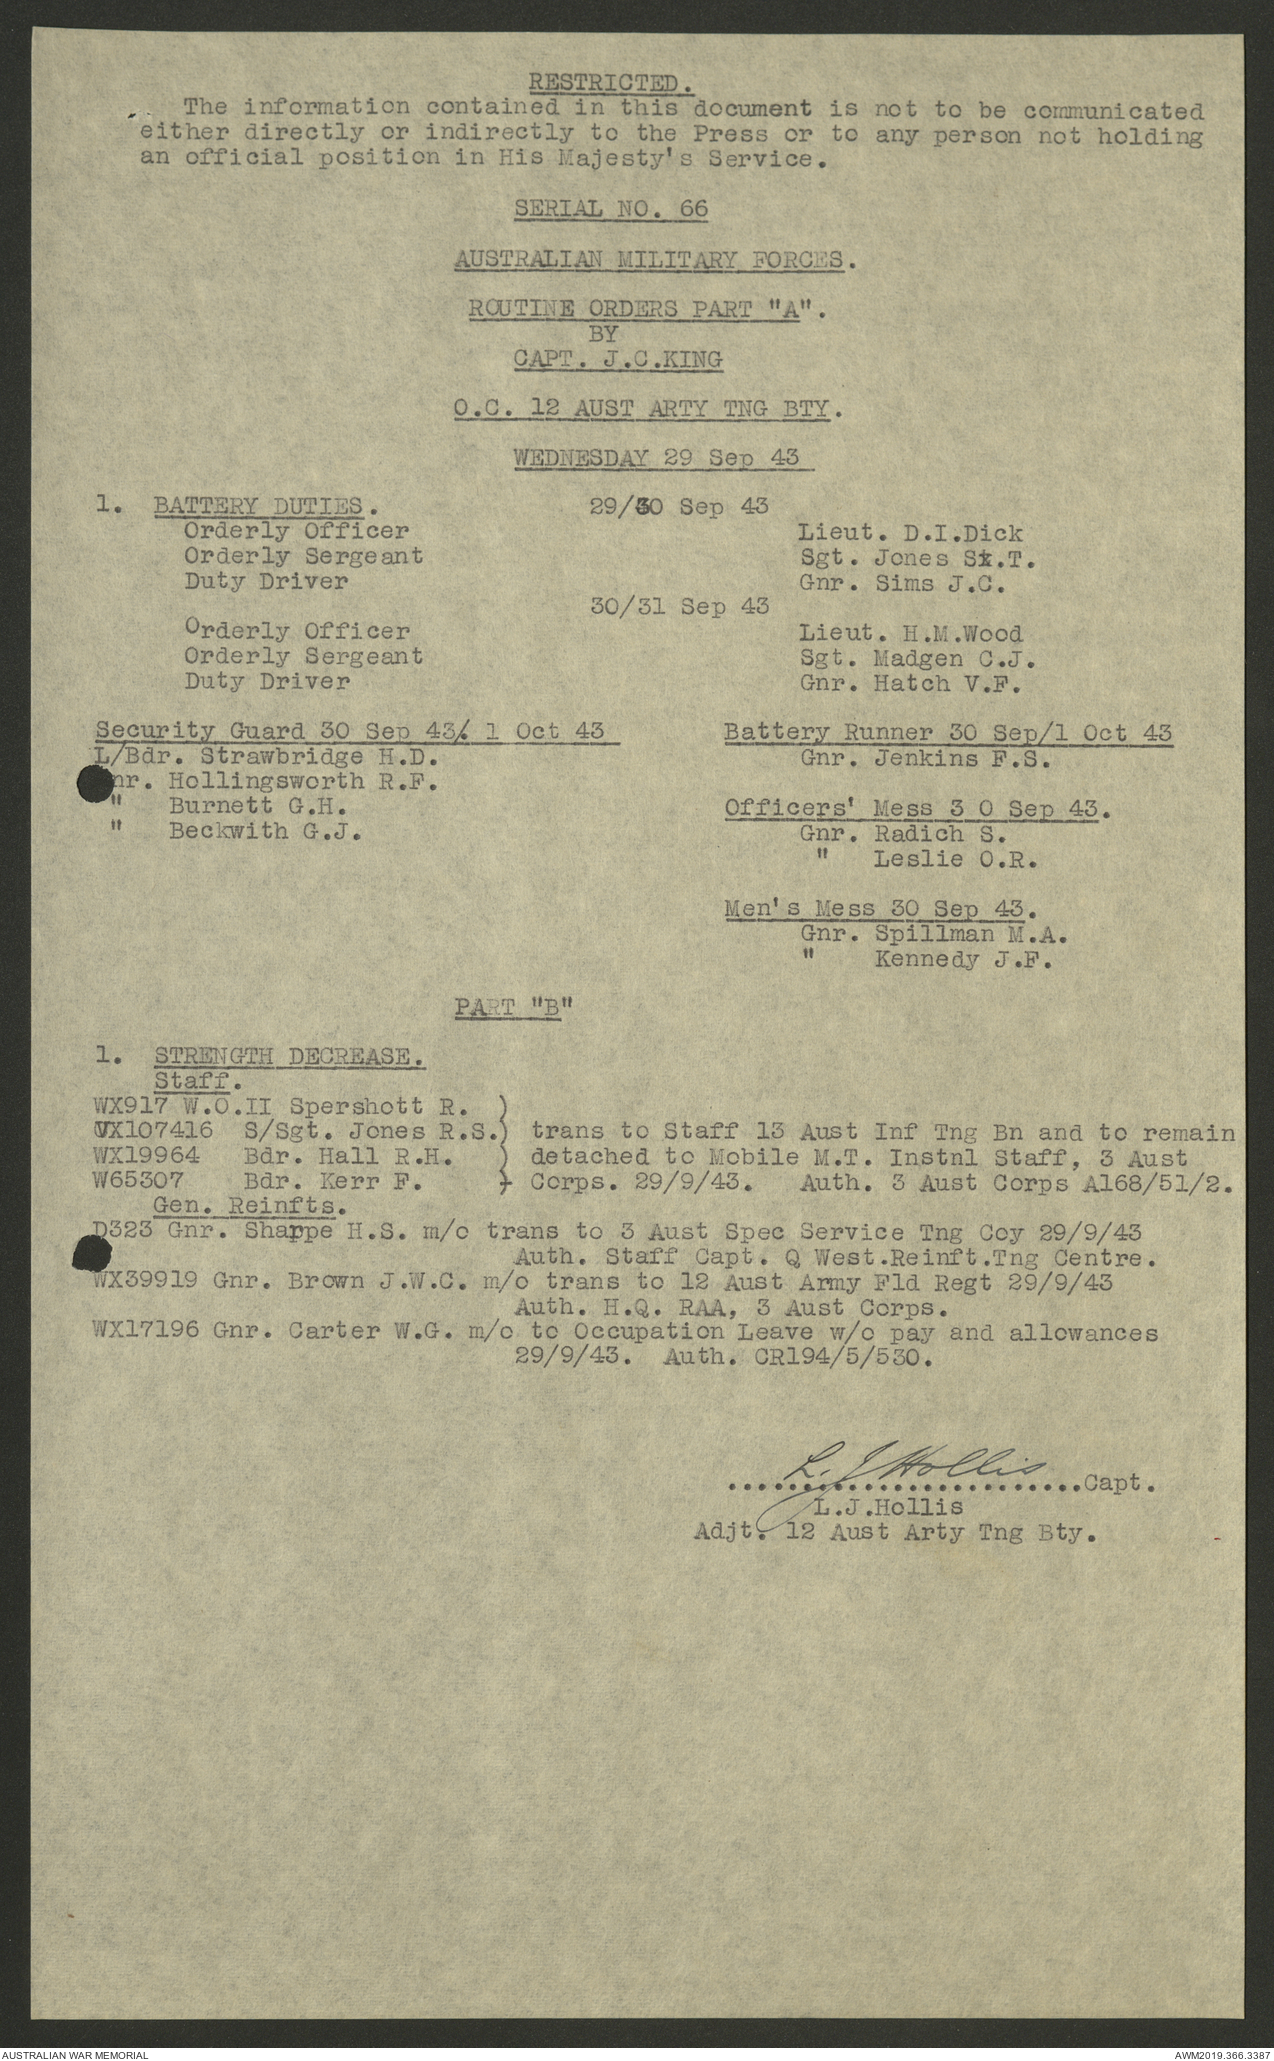 RESTRICTED.
The information contained in this document is not to be communicated
either directly or indirectly to the Press or to any person not holding
an official position in His Majesty's Service.
SERIAL NO. 66
AUSTRALIAN MILITARY FORCES.
ROUTINE ORDERS PART "A".
BY
CAPT. J.C.KING
O.C. 12 AUST ARTY TNG BTY.
WEDNESDAY 29 Sep 43
1. BATTERY DUTIES. 29/30 Sep 43
Orderly Officer Lieut. D.I.Dick
Orderly Sergeant Sgt. Jones St.T.
Duty Driver Gnr. Sims J.C.
30/31 Sep 43
Orderly Officer Lieut. H.M.Wood
Orderly Sergeant Sgt. Madgen C.J.
Duty Driver Gnr. Hatch V.F.
Security Guard 30 Sep 43/ 1 Oct 43
L/Bdr. Strawbridge H.D.
nr. Hollingsworth R.F.
" Burnett G.H.
" Beckwith G.J.
Battery Runner 30 Sep/1 Oct 43
Gnr. Jenkins F.S.
Officers' Mess 3 0 Sep 43.
Gnr. Radich S.
" Leslie O.R.
Men's Mess 30 Sep 43.
Gnr. Spillman M.A.
" Kennedy J.F.
PART "B"
1. STRENGTH DECREASE.
Staff.
WX917 W.O.II Spershott R. )
VX107416 S/Sgt. Jones R.S.) trans to Staff 13 Aust Inf Tng Bn and to remain
WX19964 Bdr. Hall R.H. ) detached to Mobile M.T. Instnl Staff, 3 Aust
W65307 Bdr. Kerr F. ) Corps. 29/9/43. Auth. 3 Aust Corps A168/51/2.
Gen. Reinfts.
D323 Gnr. Sharpe H.S. m/o trans to 3 Aust Spec Service Tng Coy 29/9/43
Auth. Staff Capt. Q West.Reinft.Tng Centre.
WX39919 Gnr. Brown J.W.C. m/o trans to 12 Aust Army Fld Regt 29/9/43
Auth. H.Q. RAA, 3 Aust Corps.
WX17196 Gnr. Carter W.G. m/o to Occupation Leave w/o pay and allowances
29/9/43. Auth. CR194/5/530.
L. J Hollis
..........................Capt.
L.J.Hollis
Adjt. 12 Aust Arty Tng Bty.
AUSTRALIAN WAR MEMORIAL
AWM2019.366.3387